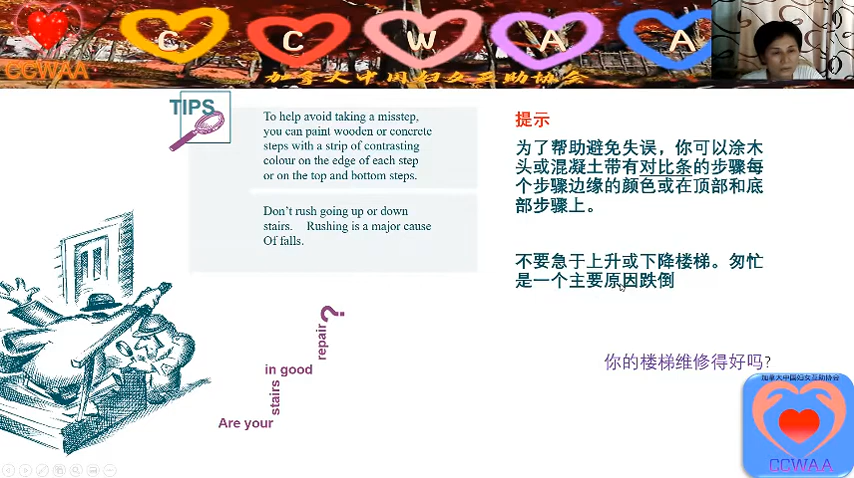 C C W A A
CCWAA
加拿大中国妇女互助协会
TIPS
To help avoid taking a misstep,
you can paint wooden or concrete
steps with a strip of contrasting
colour on the edge of each step
or on the top and bottom steps.
Don't rush going up or down
stairs. Rushing is a major cause
Of falls.
提示
为了帮助避免失误，你可以涂木
头或混凝土带有对比条的步骤每
个步骤边缘的颜色或在顶部和底
部步骤上。
不要急于上升或下降楼梯。匆忙
是一个主要原因跌倒
Are your
stairs
in good
repair
?
你的楼梯维修得好吗?
加拿大中国妇女互助协会
CCWAA